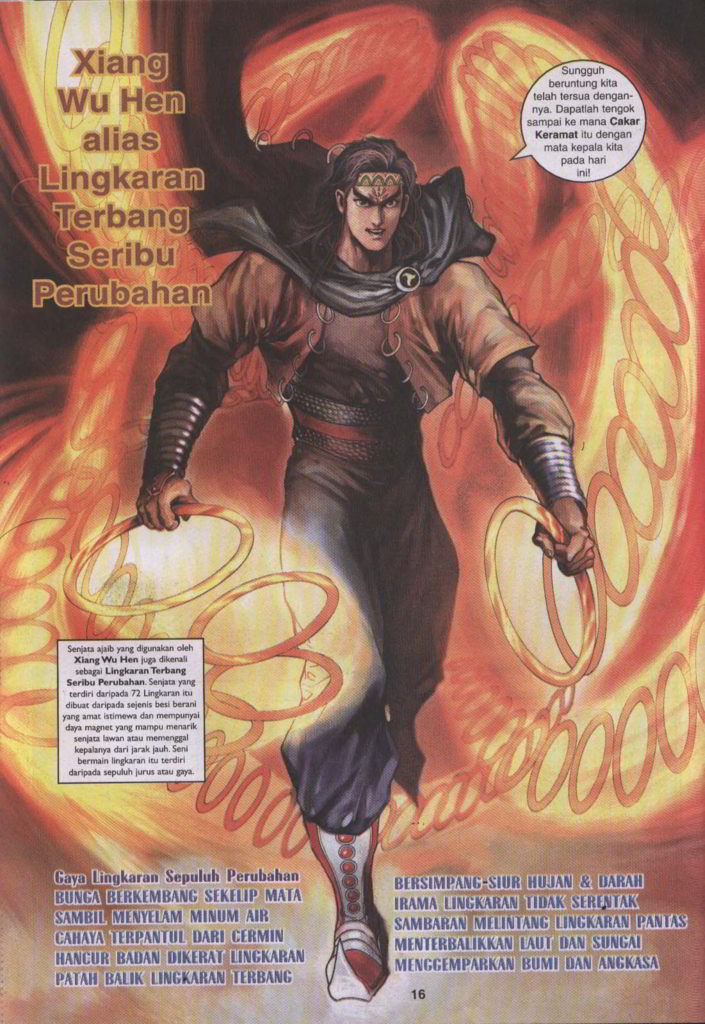 Xiang
Wu Hen
alias
Lingkaran
Terbang
Seribu
Perubahan
Sungguh
beruntung kita
telah tersua dengan-
nya. Dapatlah tengok
sampai ke mana Cakar
Keramat itu dengan
mata kepala kita
pada hari
ini!
Senjata ajaib yang digunakan oleh
Xiang Wu Hen juga dikenali
sebagai Lingkaran Terbang
Seribu Perubahan. Senjata yang
terdiri daripada 72 Lingkaran itu
dibuat daripada sejenis besi berani
yang amat istimewa dan mempunyai
daya magnet yang mampu menarik
senjata lawan atau memenggal
kepalanya dari jarak jauh. Seni
bermain lingkaran itu terdiri
daripada sepuluh jurus atau gaya.
Gaya Lingkaran Sepuluh Perubahan
BUNGA BERKEMBANG SEKELIP MATA
SAMBIL MENYELAM MINUM AIR
CAHAYA TERPANTUL DARI CERMIN
HANCUR BADAN DIKERAT LINGKARAN
PATAH BALIK LINGKARAN TERBANG
BERSIMPANG-SIUR HUJAN & DARAH
IRAMA LINGKARAN TIDAK SERENTAK
SAMBARAN MELINTANG LINGKARAN PANTAS
MENTERBALIKKAN LAUT DAN SUNGAI
MENGGEMPARKAN BUMI DAN ANGKASA
16